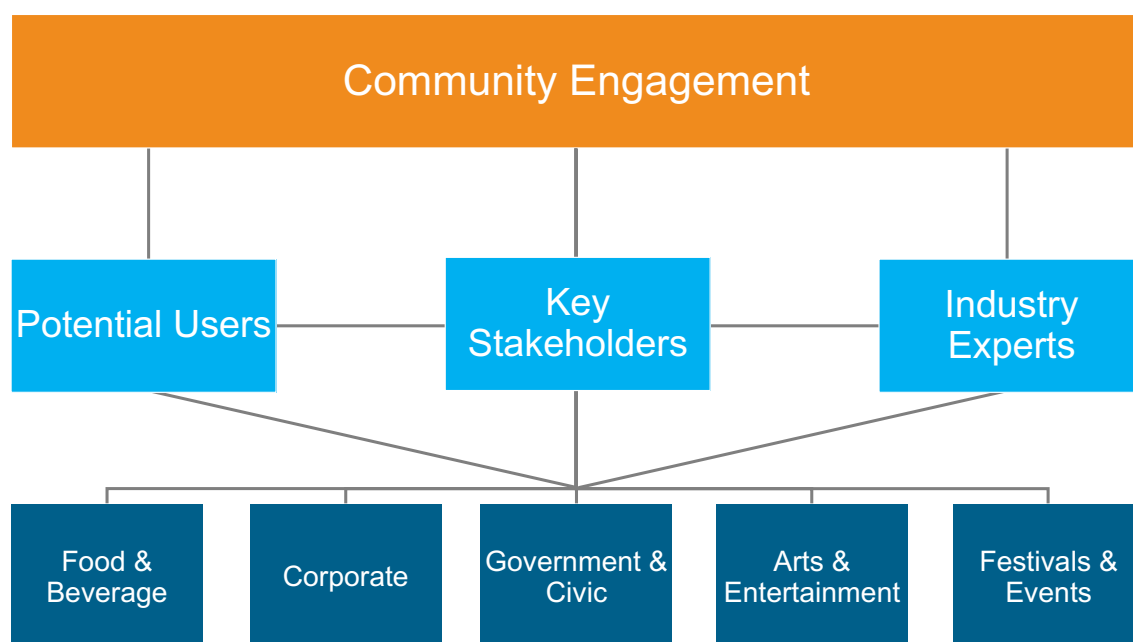 Community Engagement
Potential Users
Key
Stakeholders
Industry
Experts
Food &
Beverage
Corporate
Government &
Civic
Arts &
Entertainment
Festivals &
Events